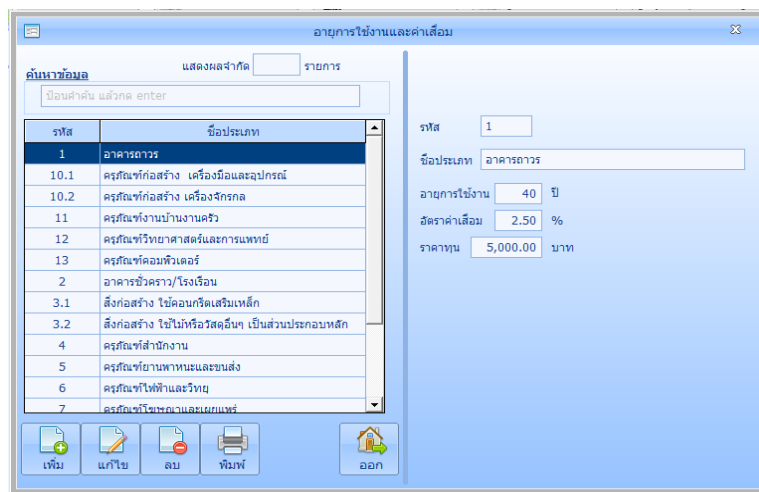 อายุการใช้งานและค่าเสื่อม
ค้นหาข้อมูล แสดงผลจำกัด รายการ
ป้อนคำค้น แล้วกด enter
รหัส ชื่อประเภท
1 อาคารถาวร
10.1 ครุภัณฑ์ก่อสร้าง เครื่องมือและอุปกรณ์
10.2 ครุภัณฑ์ก่อสร้าง เครื่องจักรกล
11 ครุภัณฑ์งานบ้านงานครัว
12 ครุภัณฑ์วิทยาศาสตร์และการแพทย์
13 ครุภัณฑ์คอมพิวเตอร์
2 อาคารชั่วคราว/โรงเรือน
3.1 สิ่งก่อสร้าง ใช้คอนกรีตเสริมเหล็ก
3.2 สิ่งก่อสร้าง ใช้ไม้หรือวัสดุอื่นๆ เป็นส่วนประกอบหลัก
4 ครุภัณฑ์สำนักงาน
5 ครุภัณฑ์ยานพาหนะและขนส่ง
6 ครุภัณฑ์ไฟฟ้าและวิทยุ
7 ครุภัณฑ์โฆษณาและเผยแพร่
เพิ่ม แก้ไข ลบ พิมพ์ ออก
รหัส 1
ชื่อประเภท อาคารถาวร
อายุการใช้งาน 40 ปี
อัตราค่าเสื่อม 2.50 %
ราคาทุน 5,000.00 บาท